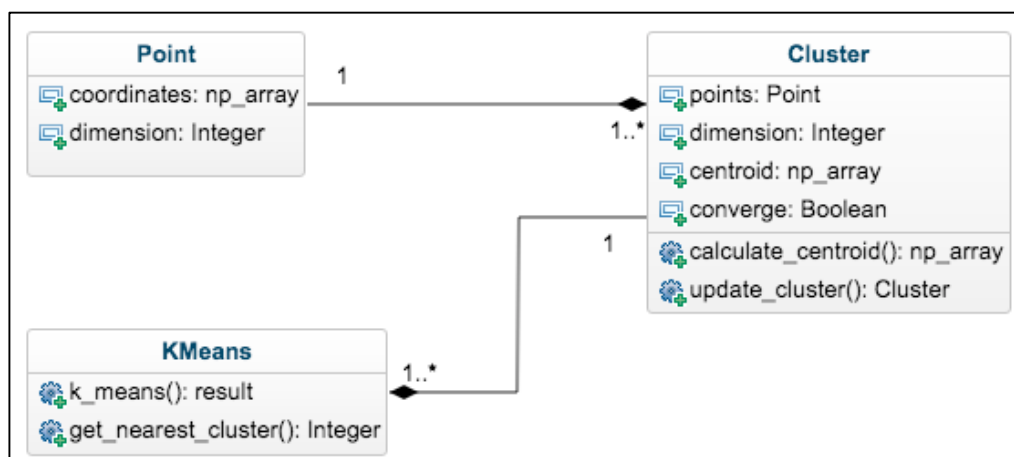 Point
coordinates: np_array
dimension: Integer
1
1..*
Cluster
points: Point
dimension: Integer
centroid: np_array
converge: Boolean
calculate_centroid(): np_array
update_cluster(): Cluster
1
1..*
KMeans
k_means(): result
get_nearest_cluster(): Integer